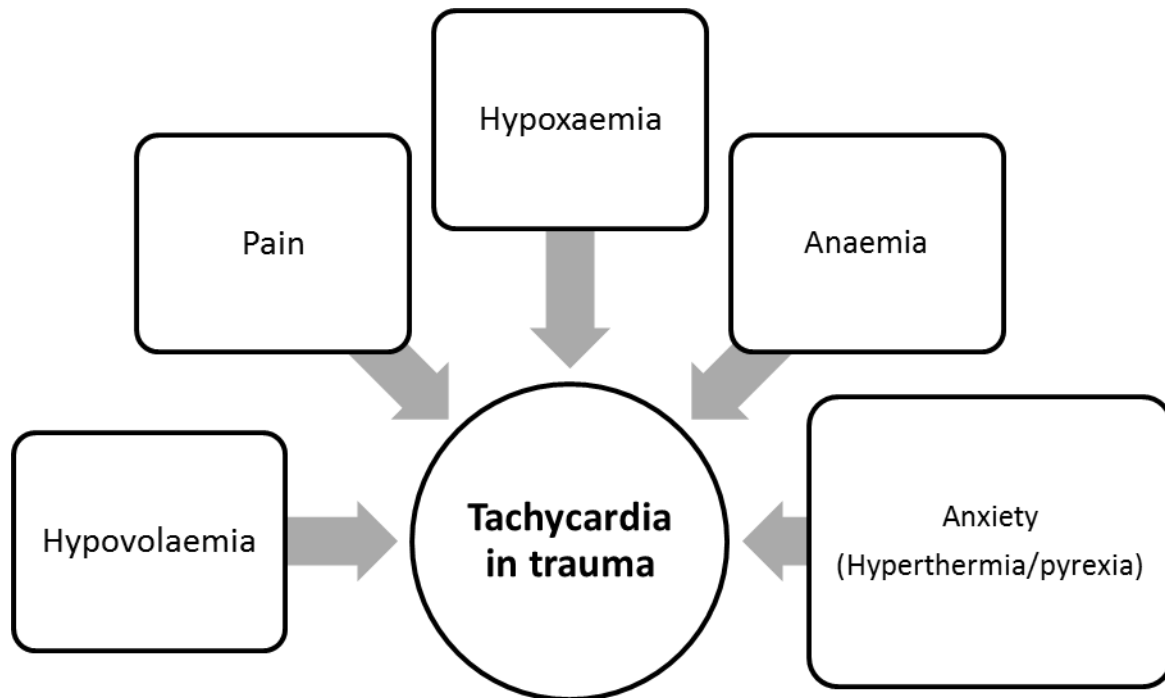 Hypoxaemia
Pain
Anaemia
Hypovolaemia
Tachycardia
in trauma
Anxiety
(Hyperthermia/pyrexia)